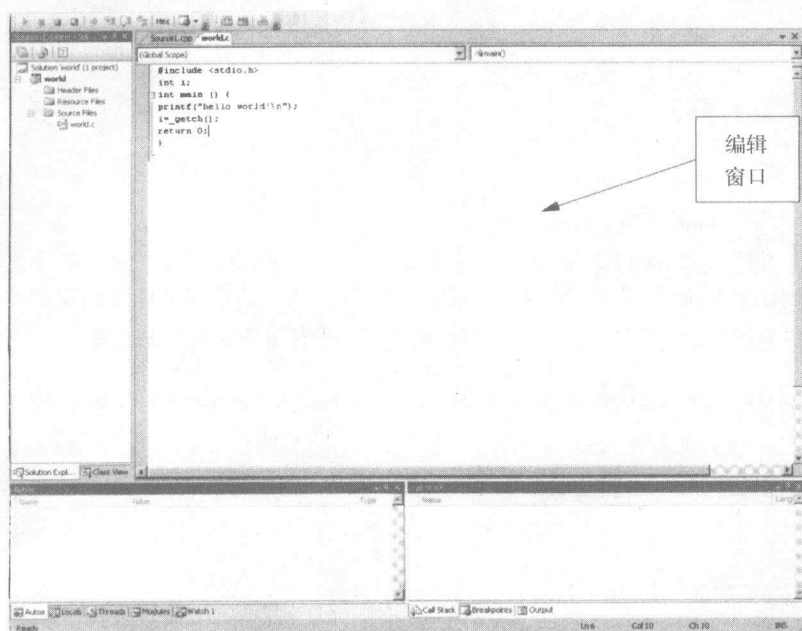 Hex
Source1.cpp world.c
(Global Scope) main()
Solution 'world' (1 project)
world
Header Files
Resource Files
Source Files
world.c
#include <stdio.h>
int i;
int main () {
printf("hello world!\n");
i=_getch();
return 0;
}
编辑
窗口
Solution Expl... Class View
Name Value Type
Name Lang
Autos Locals Threads Modules Watch 1
Call Stack Breakpoints Output
Ready Ln 6 Col 10 Ch 10 INS